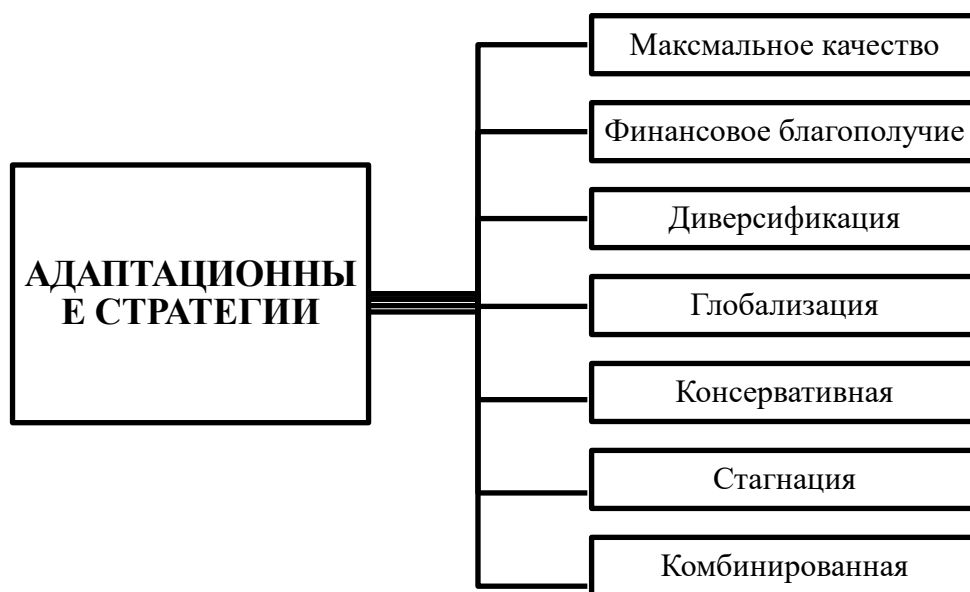 Максмальное качество
Финансовое благополучие
Диверсификация
АДАПТАЦИОННЫ
Е СТРАТЕГИИ
Глобализация
Консервативная
Стагнация
Комбинированная